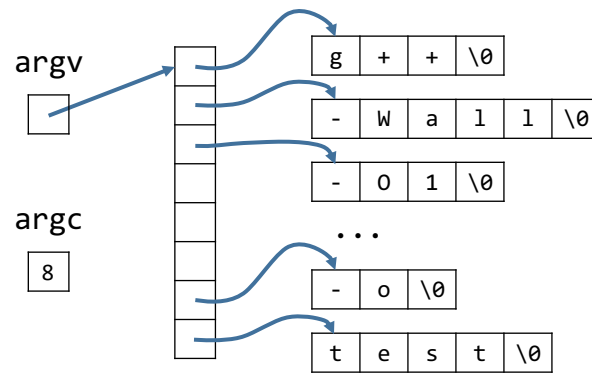 argv
g + + \0
- W a l l \0
- O 1 \0
...
argc
8
- o \0
t e s t \0